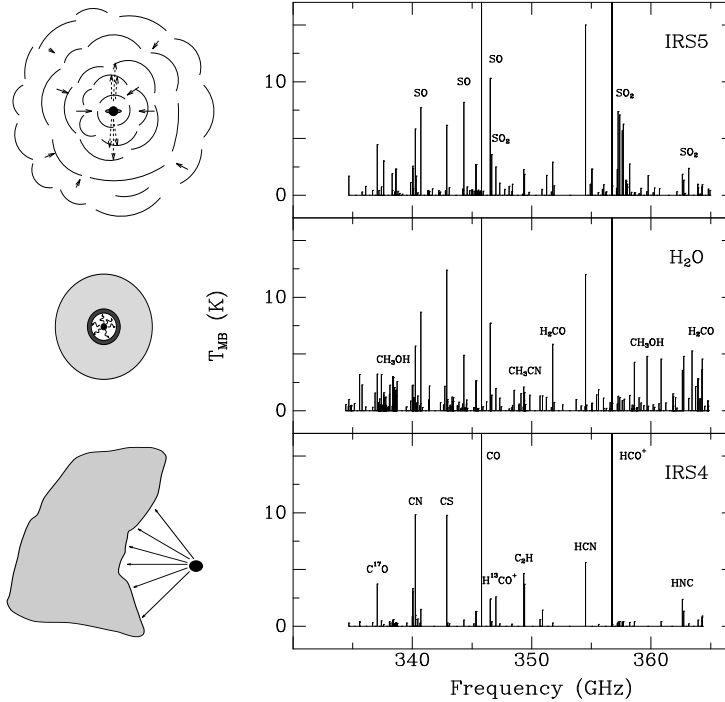 IRS5
SO
SO
SO
SO₂
SO₂
SO₂
10
0
H₂O
CH₃OH
CH₃CN
H₂CO
CH₃OH
H₂CO
10
0
T_MB (K)
IRS4
CO
HCO⁺
CN
CS
C¹⁷O
H¹³CO⁺
C₂H
HCN
HNC
10
0
340
350
360
Frequency (GHz)